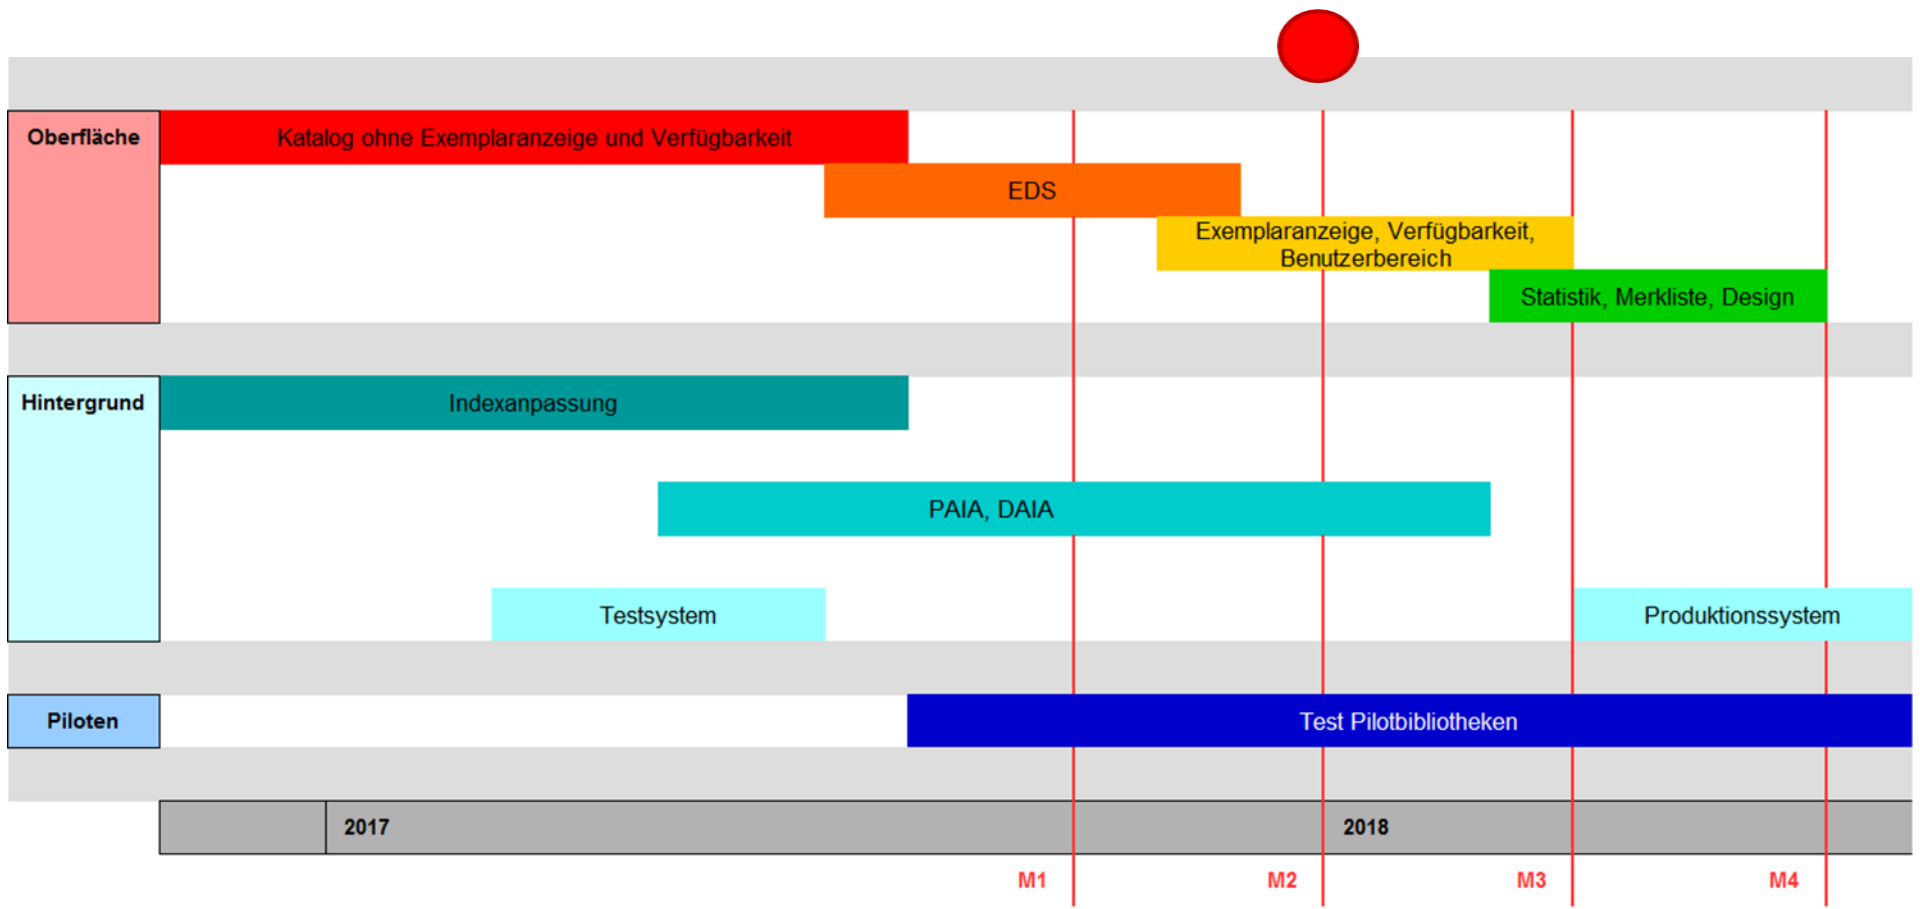 Oberfläche
Katalog ohne Exemplaranzeige und Verfügbarkeit
EDS
Exemplaranzeige, Verfügbarkeit,
Benutzerbereich
Statistik, Merkliste, Design
Hintergrund
Indexanpassung
PAIA, DAIA
Testsystem
Produktionssystem
Piloten
Test Pilotbibliotheken
2017
2018
M1
M2
M3
M4